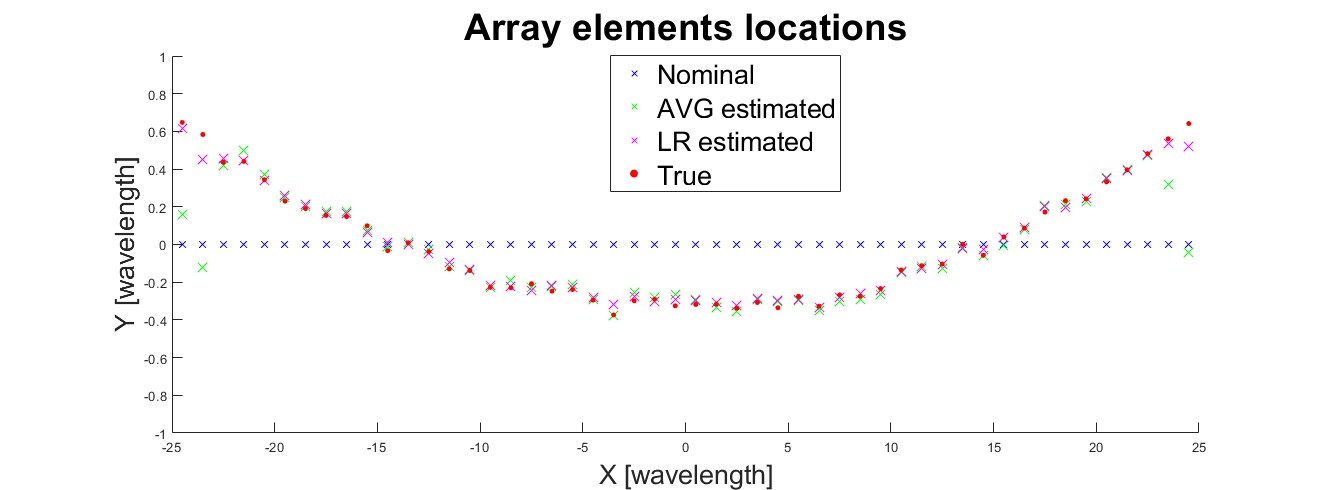 Array elements locations
Nominal
AVG estimated
LR estimated
True
Y [wavelength]
1
0.8
0.6
0.4
0.2
0
-0.2
-0.4
-0.6
-0.8
-1
-25 -20 -15 -10 -5 0 5 10 15 20 25
X [wavelength]